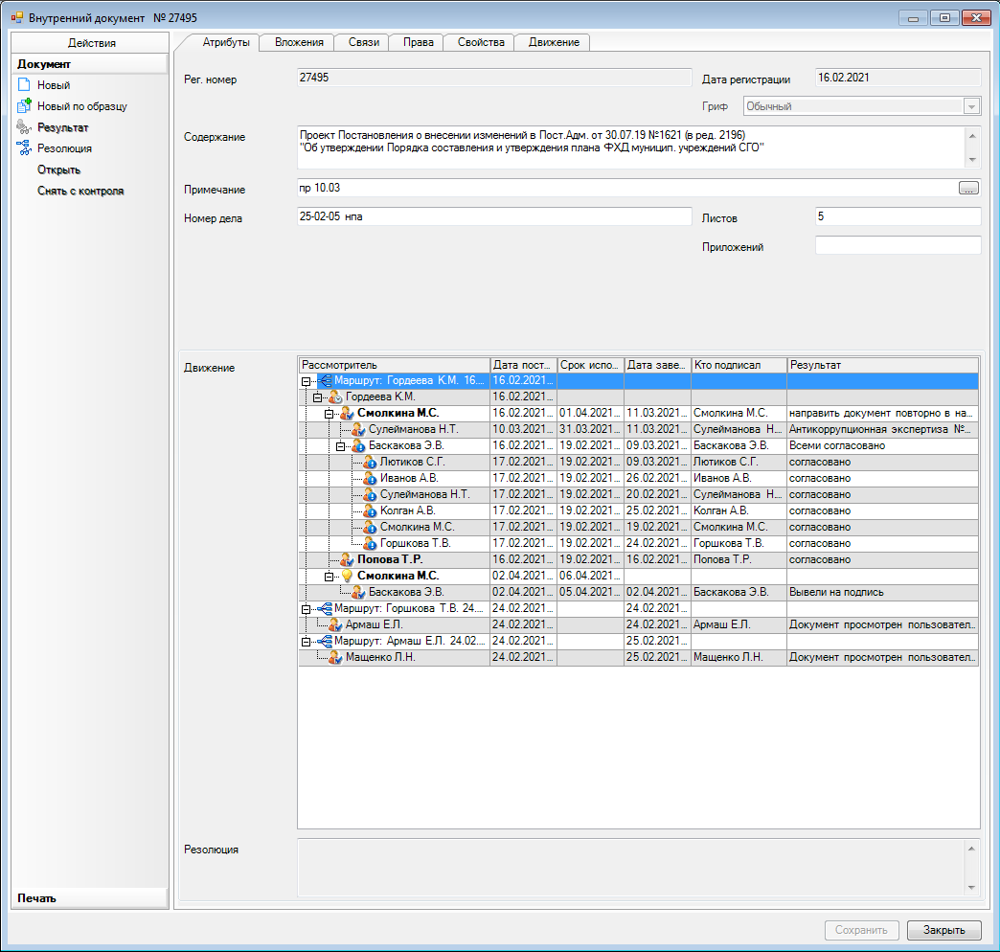 Внутренний документ № 27495
Действия
Документ
Новый
Новый по образцу
Результат
Резолюция
Открыть
Снять с контроля
Печать
Атрибуты Вложения Связи Права Свойства Движение
Рег. номер 27495 Дата регистрации 16.02.2021
Гриф Обычный
Содержание Проект Постановления о внесении изменений в Пост.Адм. от 30.07.19 №1621 (в ред. 2196)
"Об утверждении Порядка составления и утверждения плана ФХД муницип. учреждений СГО"
Примечание пр 10.03 ...
Номер дела 25-02-05 нпа Листов 5
Приложений
Движение
Рассмотритель Дата пост... Срок испо... Дата заве... Кто подписал Результат
Маршрут: Гордеева К.М. 16.... 16.02.2021...
Гордеева К.М. 16.02.2021...
Смолкина М.С. 16.02.2021... 01.04.2021... 11.03.2021... Смолкина М.С. направить документ повторно в на...
Сулейманова Н.Т. 10.03.2021... 31.03.2021... 11.03.2021... Сулейманова Н.... Антикоррупционная экспертиза №...
Баскакова Э.В. 16.02.2021... 19.02.2021... 09.03.2021... Баскакова Э.В. Всеми согласовано
Лютиков С.Г. 17.02.2021... 19.02.2021... 09.03.2021... Лютиков С.Г. согласовано
Иванов А.В. 17.02.2021... 19.02.2021... 26.02.2021... Иванов А.В. согласовано
Сулейманова Н.Т. 17.02.2021... 19.02.2021... 20.02.2021... Сулейманова Н.... согласовано
Колган А.В. 17.02.2021... 19.02.2021... 25.02.2021... Колган А.В. согласовано
Смолкина М.С. 17.02.2021... 19.02.2021... 19.02.2021... Смолкина М.С. согласовано
Горшкова Т.В. 17.02.2021... 19.02.2021... 24.02.2021... Горшкова Т.В. согласовано
Попова Т.Р. 16.02.2021... 19.02.2021... 16.02.2021... Попова Т.Р. согласовано
Смолкина М.С. 02.04.2021... 06.04.2021...
Баскакова Э.В. 02.04.2021... 05.04.2021... 02.04.2021... Баскакова Э.В. Вывели на подпись
Маршрут: Горшкова Т.В. 24.... 24.02.2021... 24.02.2021...
Армаш Е.Л. 24.02.2021... 24.02.2021... Армаш Е.Л. Документ просмотрен пользовател...
Маршрут: Армаш Е.Л. 24.02.... 24.02.2021... 25.02.2021...
Мащенко Л.Н. 24.02.2021... 25.02.2021... Мащенко Л.Н. Документ просмотрен пользовател...
Резолюция
Сохранить Закрыть